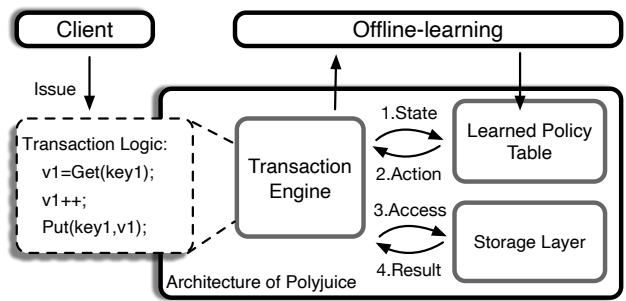 Client
Offline-learning
Issue
Transaction Logic:
v1=Get(key1);
v1++;
Put(key1,v1);
Transaction
Engine
1.State
2.Action
Learned Policy
Table
3.Access
4.Result
Storage Layer
Architecture of Polyjuice